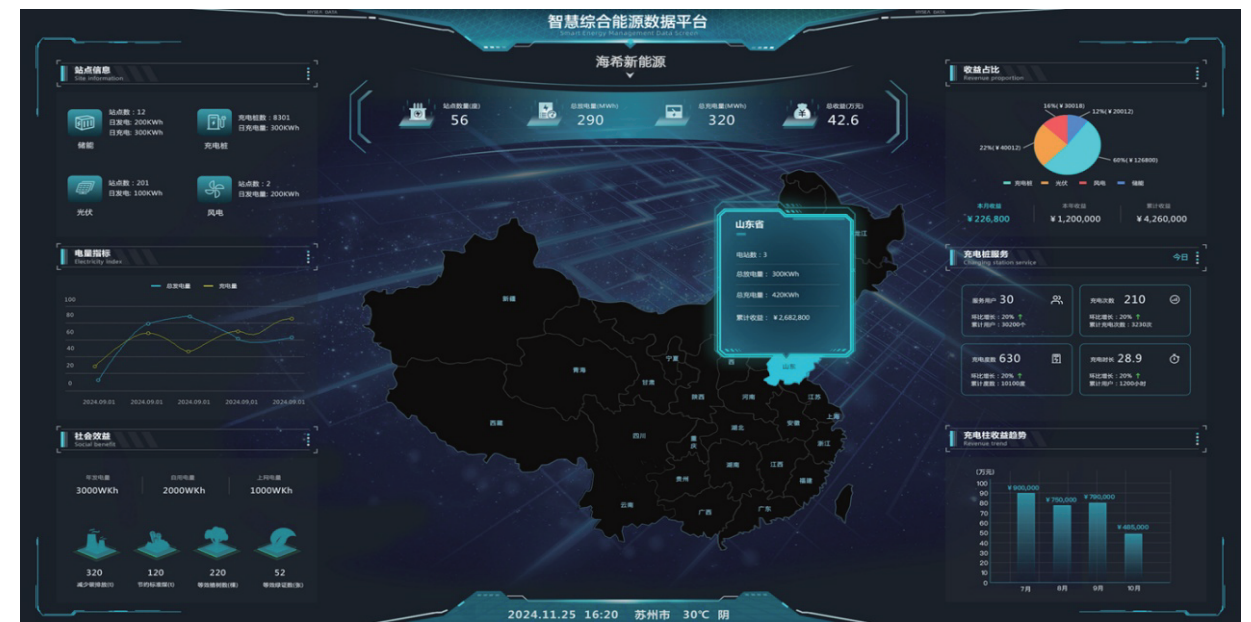 智慧综合能源数据平台
Smart Energy Management Data Screen
海希新能源
站点信息
Site information
站点数：12
日发电: 200KWh
日充电: 300KWh
储能
充电桩数：8301
日充电量: 300KWh
充电桩
站点数：201
日发电: 100KWh
光伏
站点数：2
日发电量: 200KWh
风电
站点数量(座)
56
总放电量(MWh)
290
总充电量(MWh)
320
总收益(万元)
42.6
收益占比
Revenue proportion
16%(￥30018)
12%(￥20012)
22%(￥40012)
60%(￥126800)
充电桩 光伏 风电 储能
本月收益
￥226,800
本年收益
￥1,200,000
累计收益
￥4,260,000
电量指标
Electricity index
总发电量 充电量
100
80
60
40
20
0
2024.09.01 2024.09.01 2024.09.01 2024.09.01 2024.09.01
山东省
电站数：3
总放电量： 300KWh
总充电量： 420KWh
累计收益： ￥2,682,800
龙江
新疆
青海
甘肃
宁夏
西
山东
陕西
河南
江苏
上海
西藏
四川
重庆
湖北
安徽
浙江
湖南
江西
贵州
福建
云南
广西
广东
充电桩服务
Charging station service
今日
服务用户 30
环比增长：20% ↑
累计用户：30200个
充电次数 210
环比增长：20% ↑
累计充电次数：3230次
充电度数 630
环比增长：20% ↑
累计度数：10100度
充电时长 28.9
环比增长：20% ↑
累计用户：1200小时
社会效益
Social benefit
年发电量
3000WKh
日用电量
2000WKh
上网电量
1000WKh
320
减少碳排放(t)
120
节约标准煤(t)
220
等效植树数(棵)
52
等效绿证数(张)
充电柱收益趋势
Revenue trend
(万元)
100
90
80
70
60
50
40
30
20
10
0
￥900,000
￥750,000
￥780,000
￥485,000
7月 8月 9月 10月
2024.11.25 16:20 苏州市 30℃ 阴